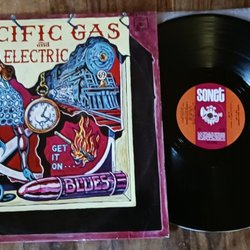 CIFIC GAS
and
ELECTRIC
GET
IT
ON...
BLUES
SONET